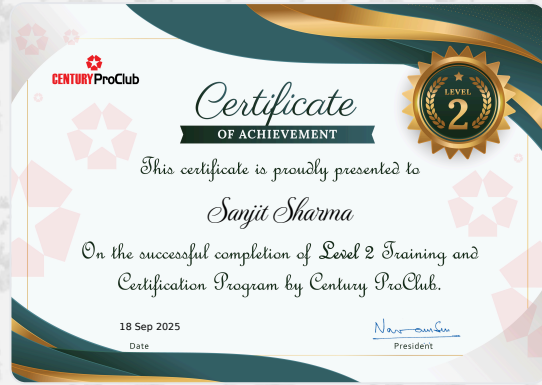 CENTURY ProClub
Certificate
OF ACHIEVEMENT
LEVEL
2
This certificate is proudly presented to
Sanjit Sharma
On the successful completion of Level 2 Training and
Certification Program by Century ProClub.
18 Sep 2025
Date
President